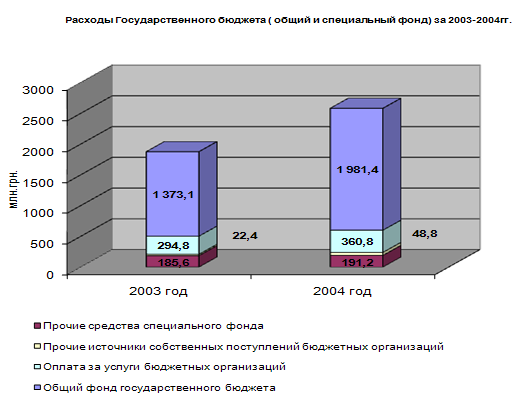 Расходы Государственного бюджета ( общий и специальный фонд) за 2003-2004гг.
3000
2500
2000
1500
1000
500
0
млн.грн.
1 373,1
294,8
22,4
185,6
1 981,4
360,8
48,8
191,2
2003 год
2004 год
Прочие средства специального фонда
Прочие источники собственных поступлений бюджетных организаций
Оплата за услуги бюджетных организаций
Общий фонд государственного бюджета